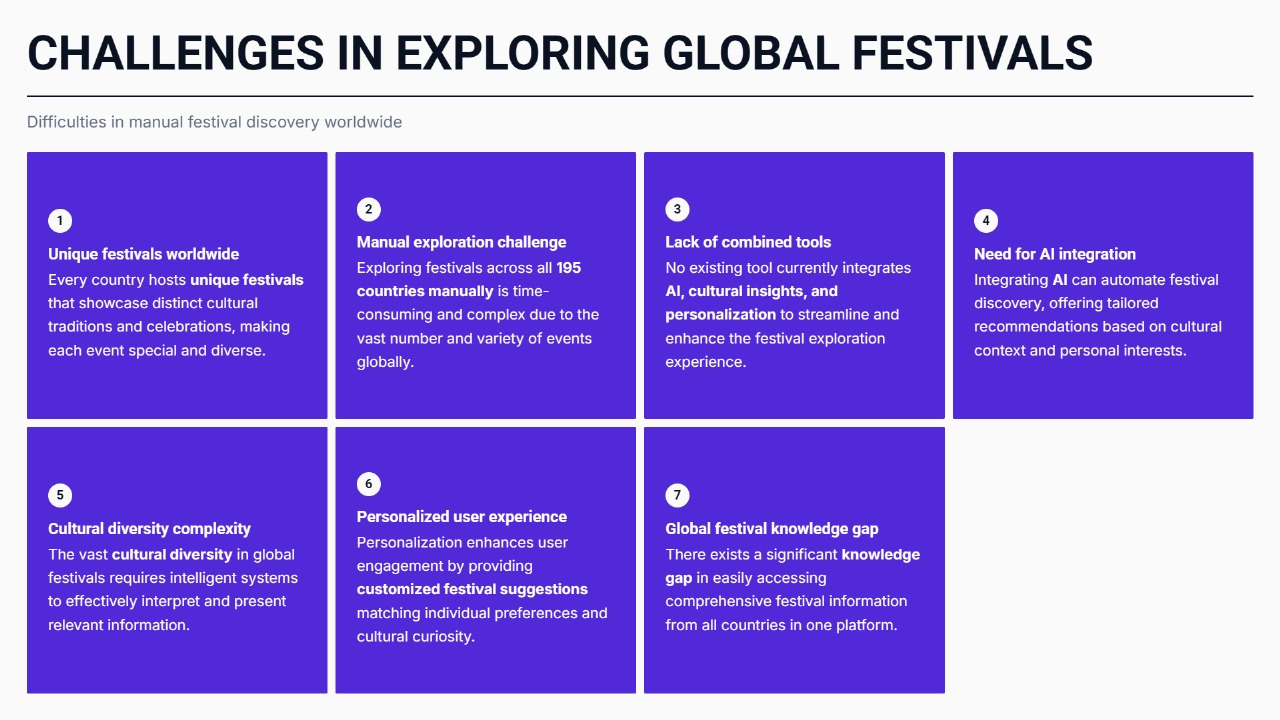 CHALLENGES IN EXPLORING GLOBAL FESTIVALS
Difficulties in manual festival discovery worldwide
1
Unique festivals worldwide
Every country hosts unique festivals
that showcase distinct cultural
traditions and celebrations, making
each event special and diverse.
2
Manual exploration challenge
Exploring festivals across all 195
countries manually is time-
consuming and complex due to the
vast number and variety of events
globally.
3
Lack of combined tools
No existing tool currently integrates
AI, cultural insights, and
personalization to streamline and
enhance the festival exploration
experience.
4
Need for AI integration
Integrating AI can automate festival
discovery, offering tailored
recommendations based on cultural
context and personal interests.
5
Cultural diversity complexity
The vast cultural diversity in global
festivals requires intelligent systems
to effectively interpret and present
relevant information.
6
Personalized user experience
Personalization enhances user
engagement by providing
customized festival suggestions
matching individual preferences and
cultural curiosity.
7
Global festival knowledge gap
There exists a significant knowledge
gap in easily accessing
comprehensive festival information
from all countries in one platform.